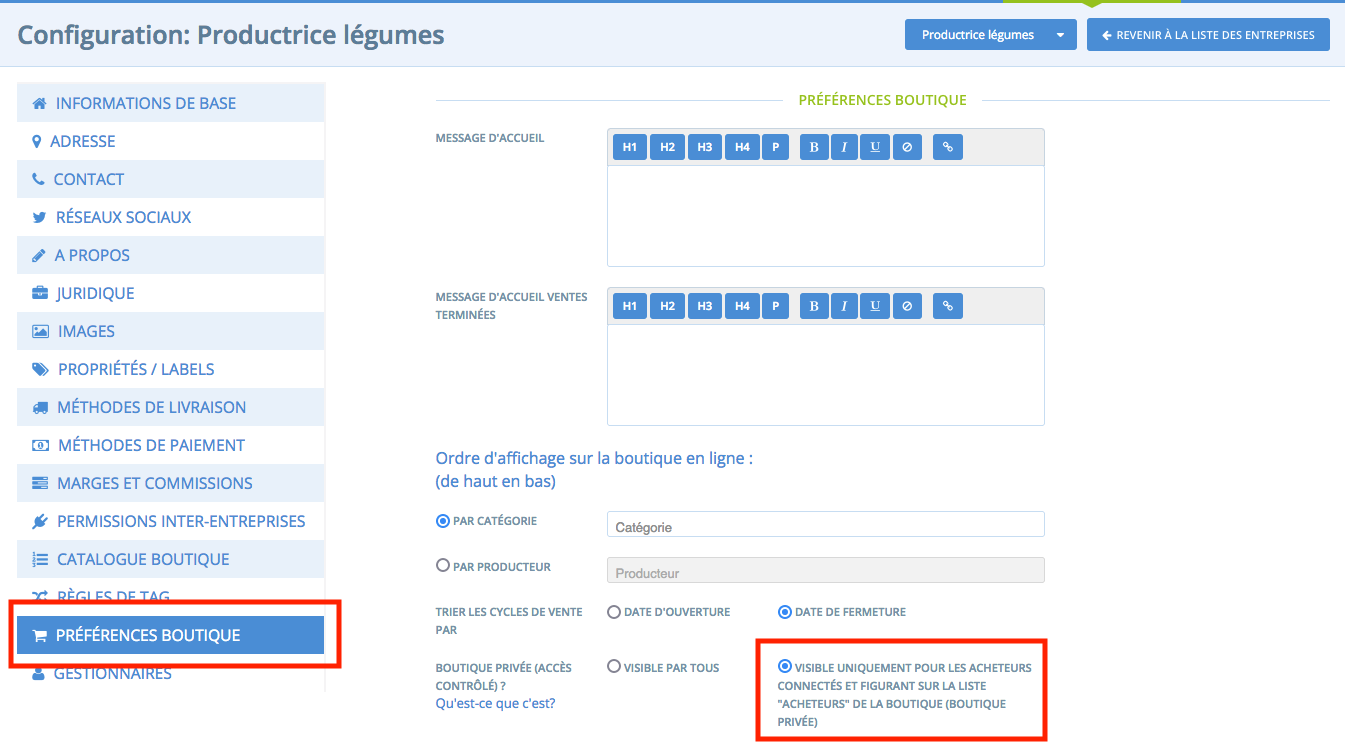 Configuration: Productrice légumes
Productrice légumes
REVENIR À LA LISTE DES ENTREPRISES
INFORMATIONS DE BASE
ADRESSE
CONTACT
RÉSEAUX SOCIAUX
A PROPOS
JURIDIQUE
IMAGES
PROPRIÉTÉS / LABELS
MÉTHODES DE LIVRAISON
MÉTHODES DE PAIEMENT
MARGES ET COMMISSIONS
PERMISSIONS INTER-ENTREPRISES
CATALOGUE BOUTIQUE
RÈGLES DE TAG
PRÉFÉRENCES BOUTIQUE
GESTIONNAIRES
PRÉFÉRENCES BOUTIQUE
MESSAGE D'ACCUEIL
H1 H2 H3 H4 P B I U
MESSAGE D'ACCUEIL VENTES
TERMINÉES
H1 H2 H3 H4 P B I U
Ordre d'affichage sur la boutique en ligne :
(de haut en bas)
PAR CATÉGORIE
Catégorie
PAR PRODUCTEUR
Producteur
TRIER LES CYCLES DE VENTE
PAR
DATE D'OUVERTURE
DATE DE FERMETURE
BOUTIQUE PRIVÉE (ACCÈS
CONTRÔLÉ) ?
Qu'est-ce que c'est?
VISIBLE PAR TOUS
VISIBLE UNIQUEMENT POUR LES ACHETEURS
CONNECTÉS ET FIGURANT SUR LA LISTE
"ACHETEURS" DE LA BOUTIQUE (BOUTIQUE
PRIVÉE)